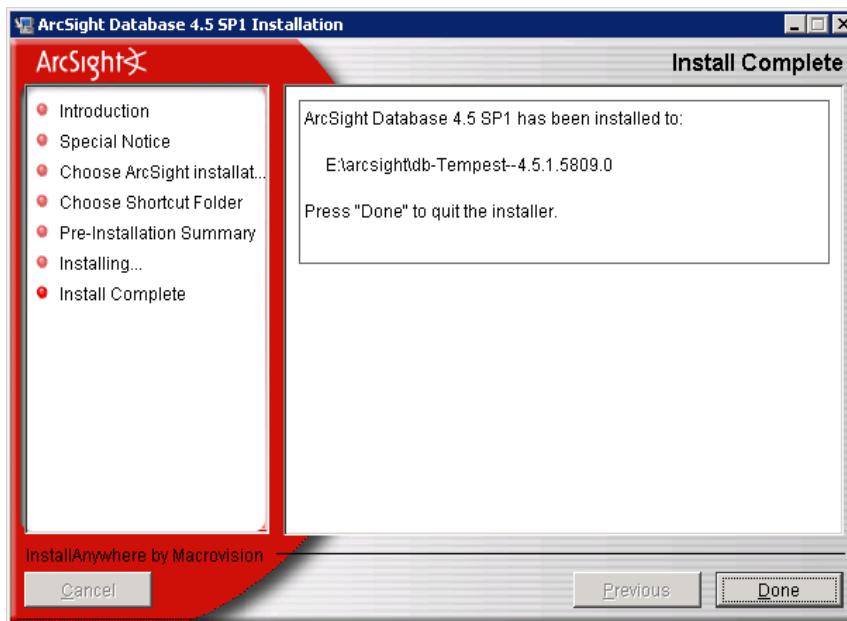 ArcSight Database 4.5 SP1 Installation
ArcSight
Install Complete
Introduction
Special Notice
Choose ArcSight installat...
Choose Shortcut Folder
Pre-Installation Summary
Installing...
Install Complete
ArcSight Database 4.5 SP1 has been installed to:
E:\arcsight\db-Tempest--4.5.1.5809.0
Press "Done" to quit the installer.
InstallAnywhere by Macrovision
Cancel
Previous
Done